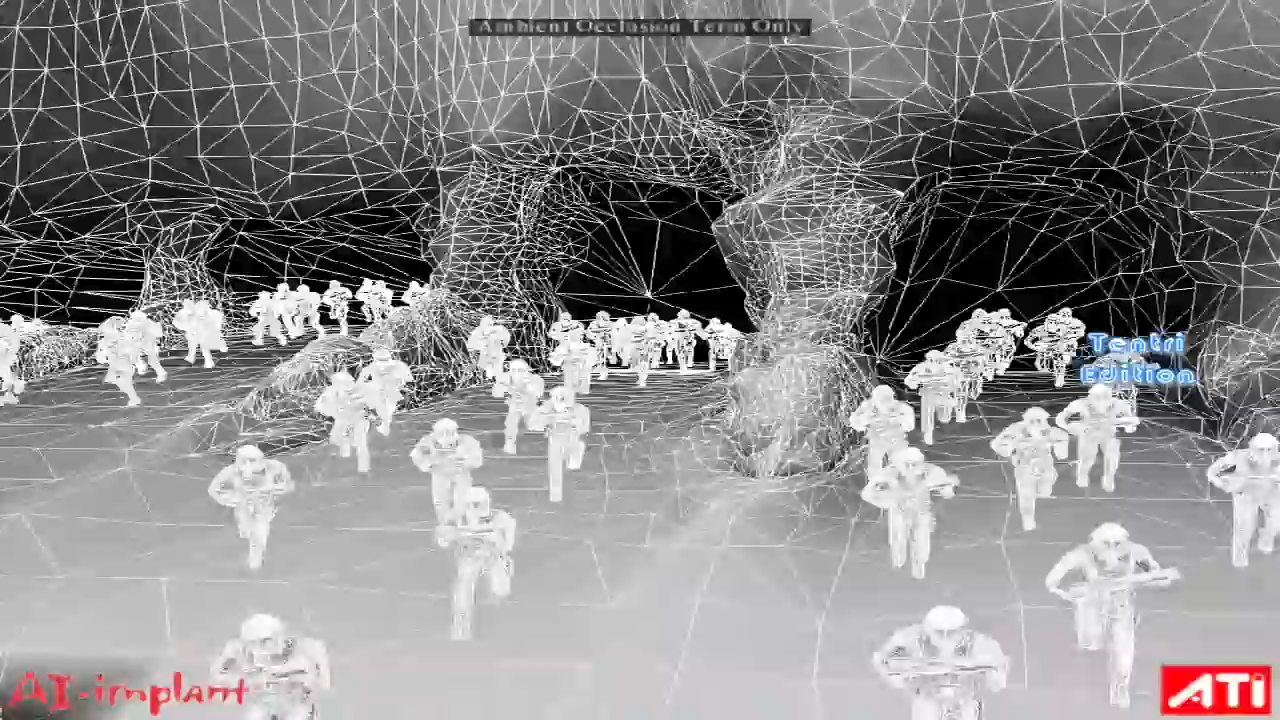 Ambient Occlusion Term Only
Tentri
Edition
AI-implant
ATI